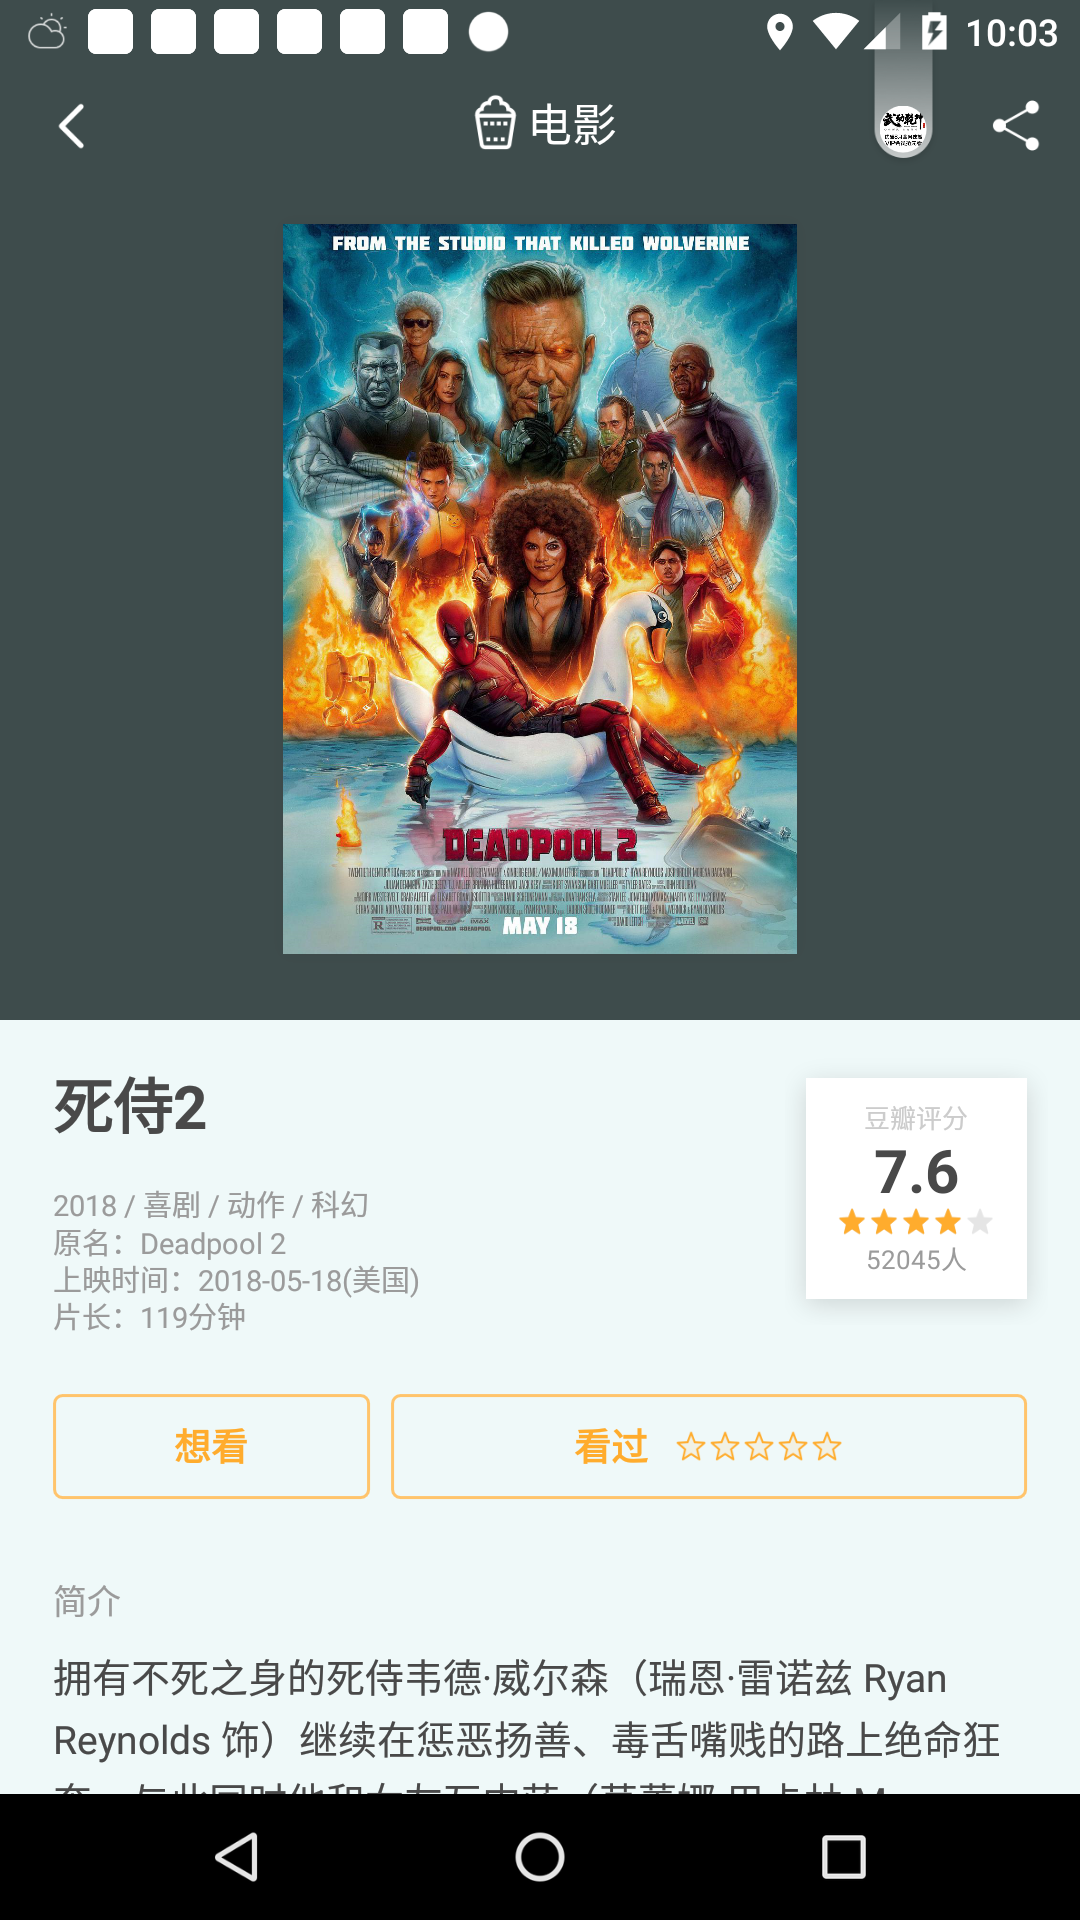 10:03
电影
FROM THE STUDIO THAT KILLED WOLVERINE
DEADPOOL 2
MAY 18
死侍2
豆瓣评分
7.6
52045人
2018 / 喜剧 / 动作 / 科幻
原名：Deadpool 2
上映时间：2018-05-18(美国)
片长：119分钟
想看
看过
简介
拥有不死之身的死侍韦德·威尔森（瑞恩·雷诺兹 Ryan
Reynolds 饰）继续在惩恶扬善、毒舌嘴贱的路上绝命狂